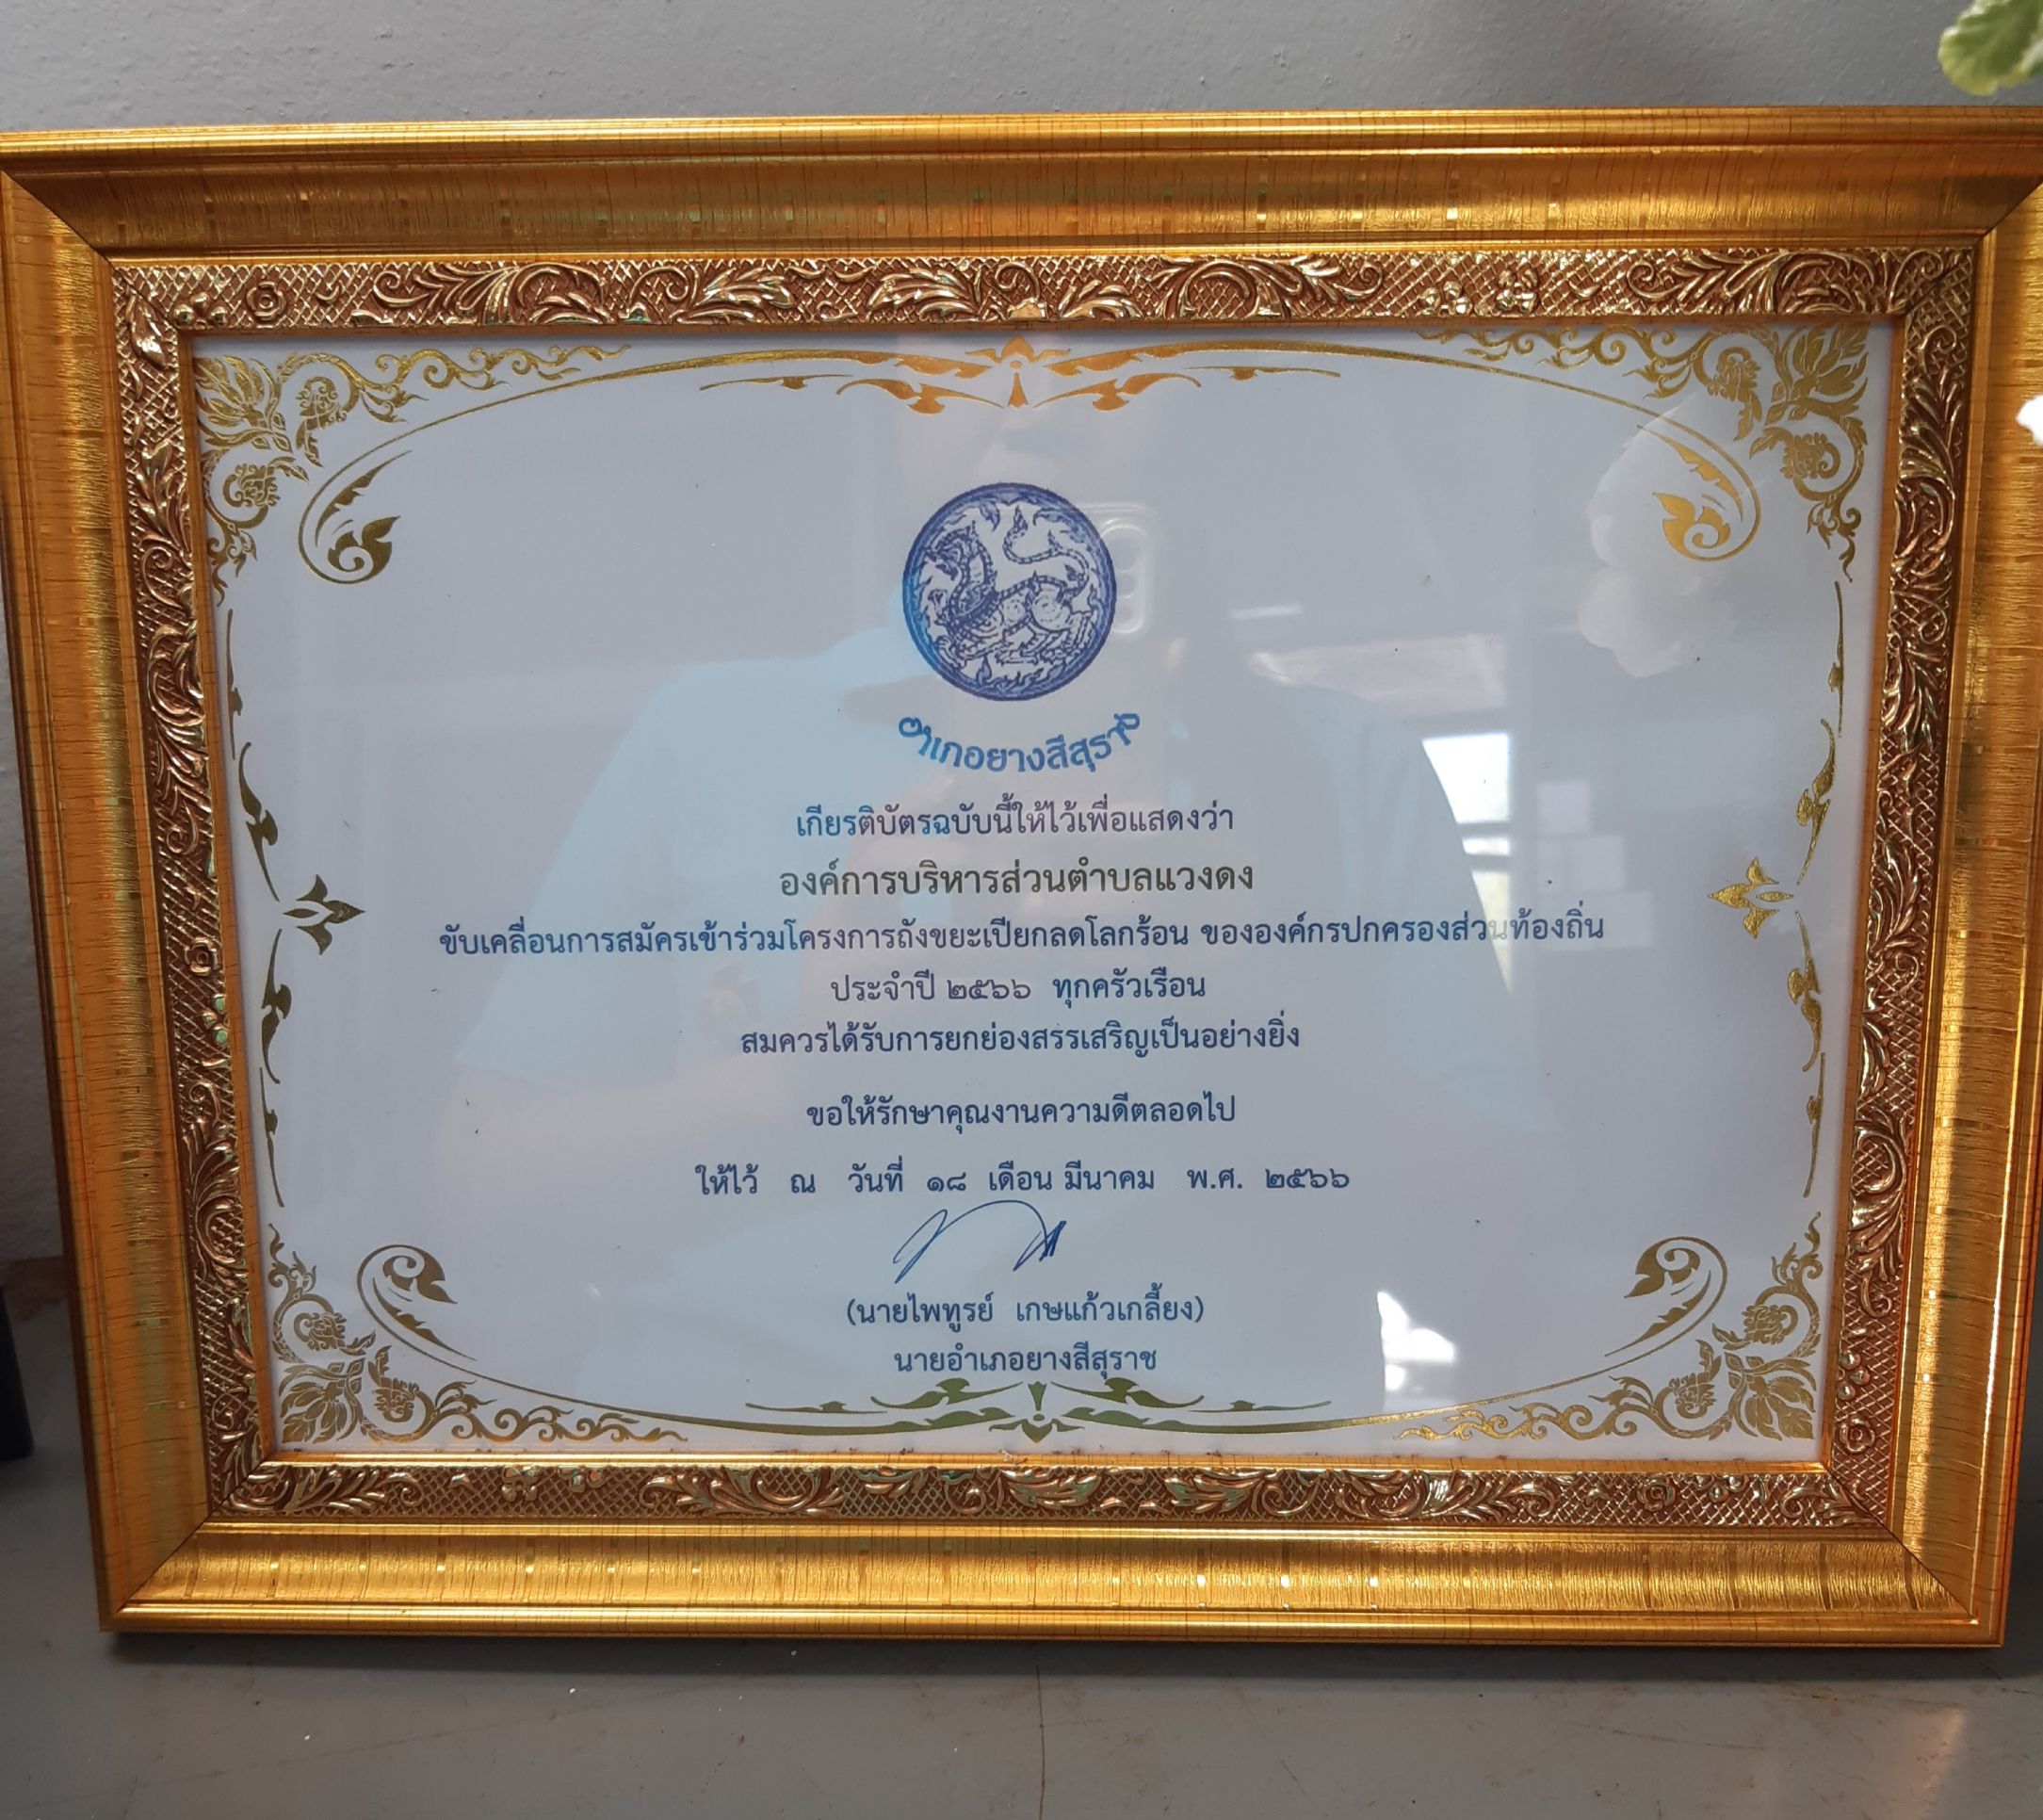 อำเภอยางสีสุราช
เกียรติบัตรฉบับนี้ให้ไว้เพื่อแสดงว่า
องค์การบริหารส่วนตำบลแวงดง
ขับเคลื่อนการสมัครเข้าร่วมโครงการถังขยะเปียกลดโลกร้อน ขององค์กรปกครองส่วนท้องถิ่น
ประจำปี ๒๕๖๖ ทุกครัวเรือน
สมควรได้รับการยกย่องสรรเสริญเป็นอย่างยิ่ง
ขอให้รักษาคุณงานความดีตลอดไป
ให้ไว้ ณ วันที่ ๑๘ เดือน มีนาคม พ.ศ. ๒๕๖๖
(นายไพทูรย์ เกษแก้วเกลี้ยง)
นายอำเภอยางสีสุราช